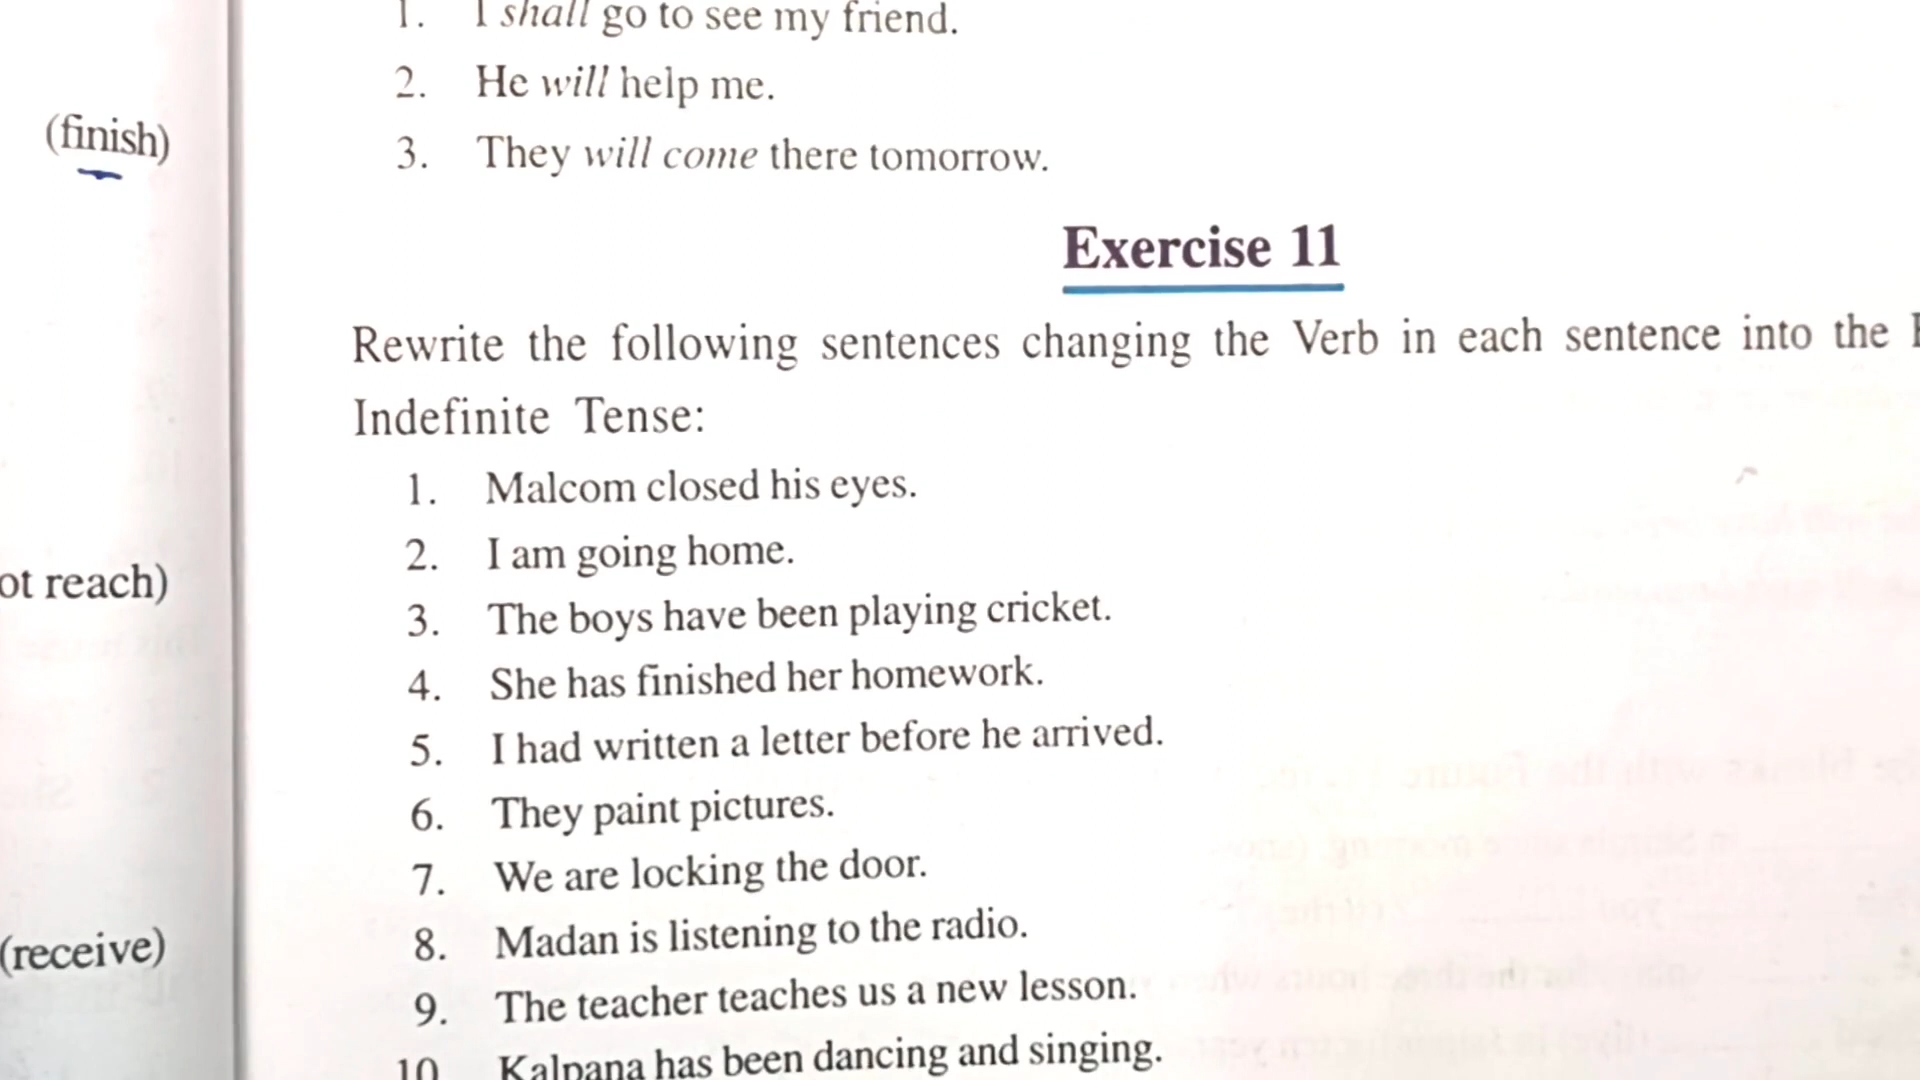 1. I shall go to see my friend.
2. He will help me.
(finish)
3. They will come there tomorrow.
Exercise 11
Rewrite the following sentences changing the Verb in each sentence into the
Indefinite Tense:
1. Malcom closed his eyes.
2. I am going home.
ot reach)
3. The boys have been playing cricket.
4. She has finished her homework.
5. I had written a letter before he arrived.
6. They paint pictures.
7. We are locking the door.
(receive)
8. Madan is listening to the radio.
9. The teacher teaches us a new lesson.
10. Kalpana has been dancing and singing.